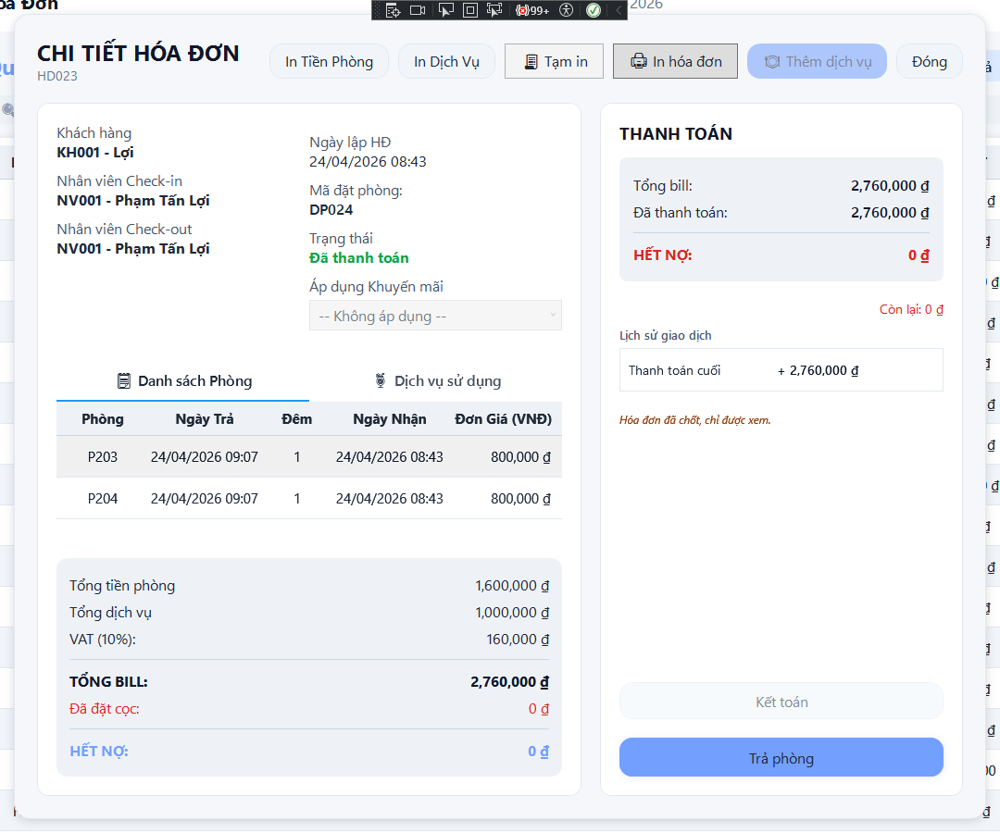 99+
2026
CHI TIẾT HÓA ĐƠN
HD023
In Tiền Phòng
In Dịch Vụ
Tạm in
In hóa đơn
Thêm dịch vụ
Đóng
Khách hàng
KH001 - Lợi
Nhân viên Check-in
NV001 - Phạm Tấn Lợi
Nhân viên Check-out
NV001 - Phạm Tấn Lợi
Ngày lập HĐ
24/04/2026 08:43
Mã đặt phòng:
DP024
Trạng thái
Đã thanh toán
Áp dụng Khuyến mãi
-- Không áp dụng --
Danh sách Phòng
Dịch vụ sử dụng
Phòng Ngày Trả Đêm Ngày Nhận Đơn Giá (VNĐ)
P203 24/04/2026 09:07 1 24/04/2026 08:43 800,000 ₫
P204 24/04/2026 09:07 1 24/04/2026 08:43 800,000 ₫
Tổng tiền phòng 1,600,000 ₫
Tổng dịch vụ 1,000,000 ₫
VAT (10%): 160,000 ₫
TỔNG BILL: 2,760,000 ₫
Đã đặt cọc: 0 ₫
HẾT NỢ: 0 ₫
THANH TOÁN
Tổng bill: 2,760,000 ₫
Đã thanh toán: 2,760,000 ₫
HẾT NỢ: 0 ₫
Còn lại: 0 ₫
Lịch sử giao dịch
Thanh toán cuối + 2,760,000 ₫
Hóa đơn đã chốt, chỉ được xem.
Kết toán
Trả phòng